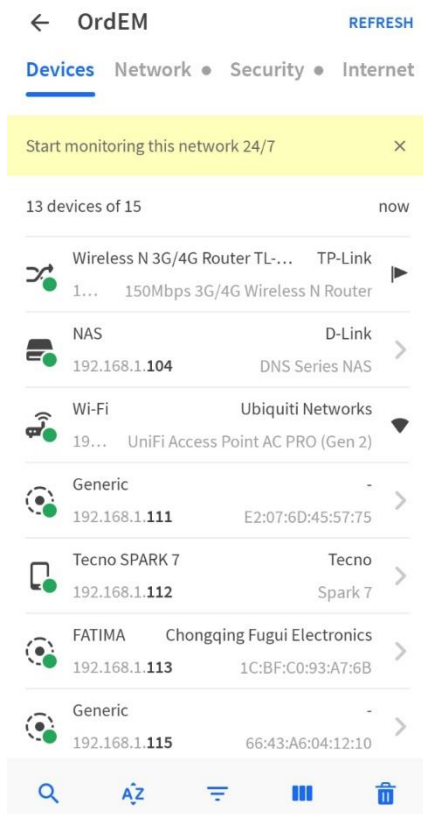 OrdEM REFRESH
Devices Network Security Internet
Start monitoring this network 24/7
13 devices of 15 now
Wireless N 3G/4G Router TL-... TP-Link
1... 150Mbps 3G/4G Wireless N Router
NAS D-Link
192.168.1.104 DNS Series NAS
Wi-Fi Ubiquiti Networks
19... UniFi Access Point AC PRO (Gen 2)
Generic -
192.168.1.111 E2:07:6D:45:57:75
Tecno SPARK 7 Tecno
192.168.1.112 Spark 7
FATIMA Chongqing Fugui Electronics
192.168.1.113 1C:BF:C0:93:A7:6B
Generic -
192.168.1.115 66:43:A6:04:12:10
AZ